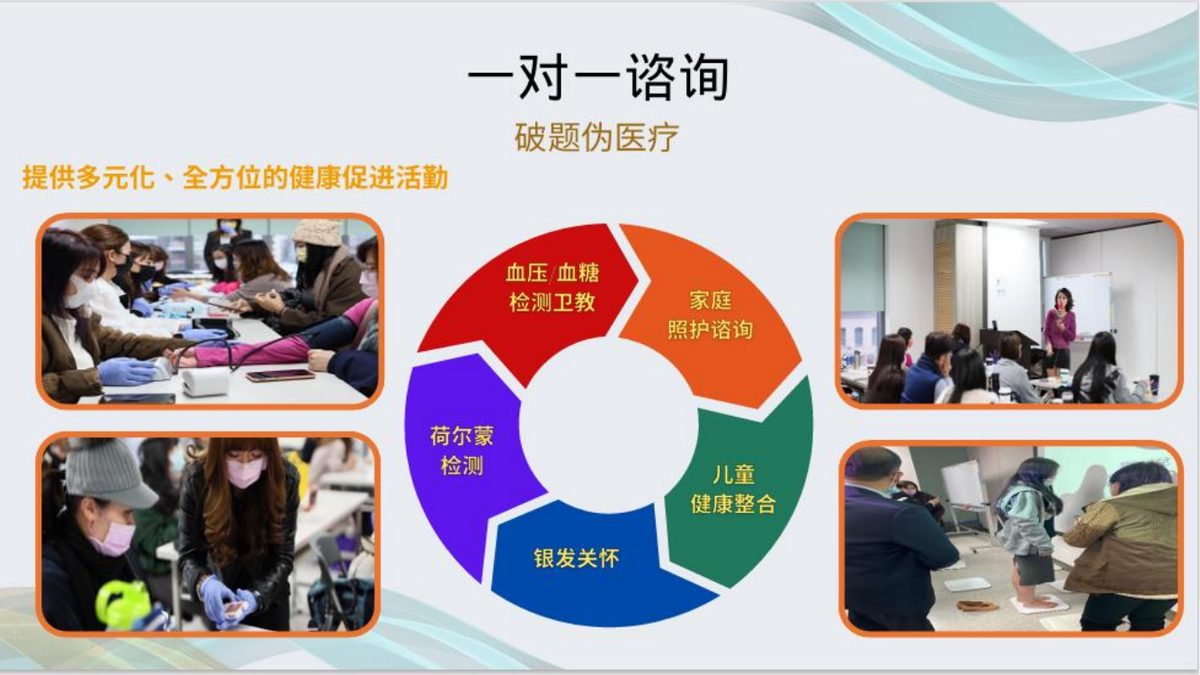 一对一谘询
破题伪医疗
提供多元化、全方位的健康促进活動
血压/血糖
检测卫教
家庭
照护谘询
荷尔蒙
检测
儿童
健康整合
银发关怀